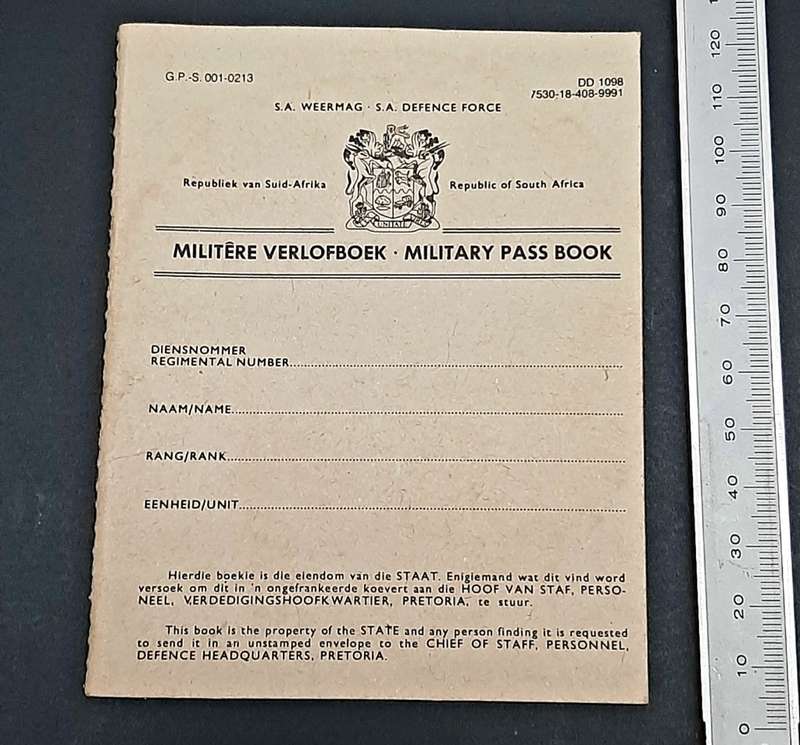 G.P.-S. 001-0213
DD 1098
7530-18-408-9991
S.A. WEERMAG · S.A. DEFENCE FORCE
Republiek van Suid-Afrika
Republic of South Africa
MILITÊRE VERLOFBOEK · MILITARY PASS BOOK
DIENSNOMMER
REGIMENTAL NUMBER
NAAM/NAME
RANG/RANK
EENHEID/UNIT
Hierdie boekie is die eiendom van die STAAT. Enigiemand wat dit vind word
versoek om dit in 'n ongefrankeerde koevert aan die HOOF VAN STAF, PERSO-
NEEL, VERDEDIGINGSHOOFKWARTIER, PRETORIA, te stuur.
This book is the property of the STATE and any person finding it is requested
to send it in an unstamped envelope to the CHIEF OF STAFF, PERSONNEL,
DEFENCE HEADQUARTERS, PRETORIA.
120
110
100
90
80
70
60
50
40
30
20
10
0